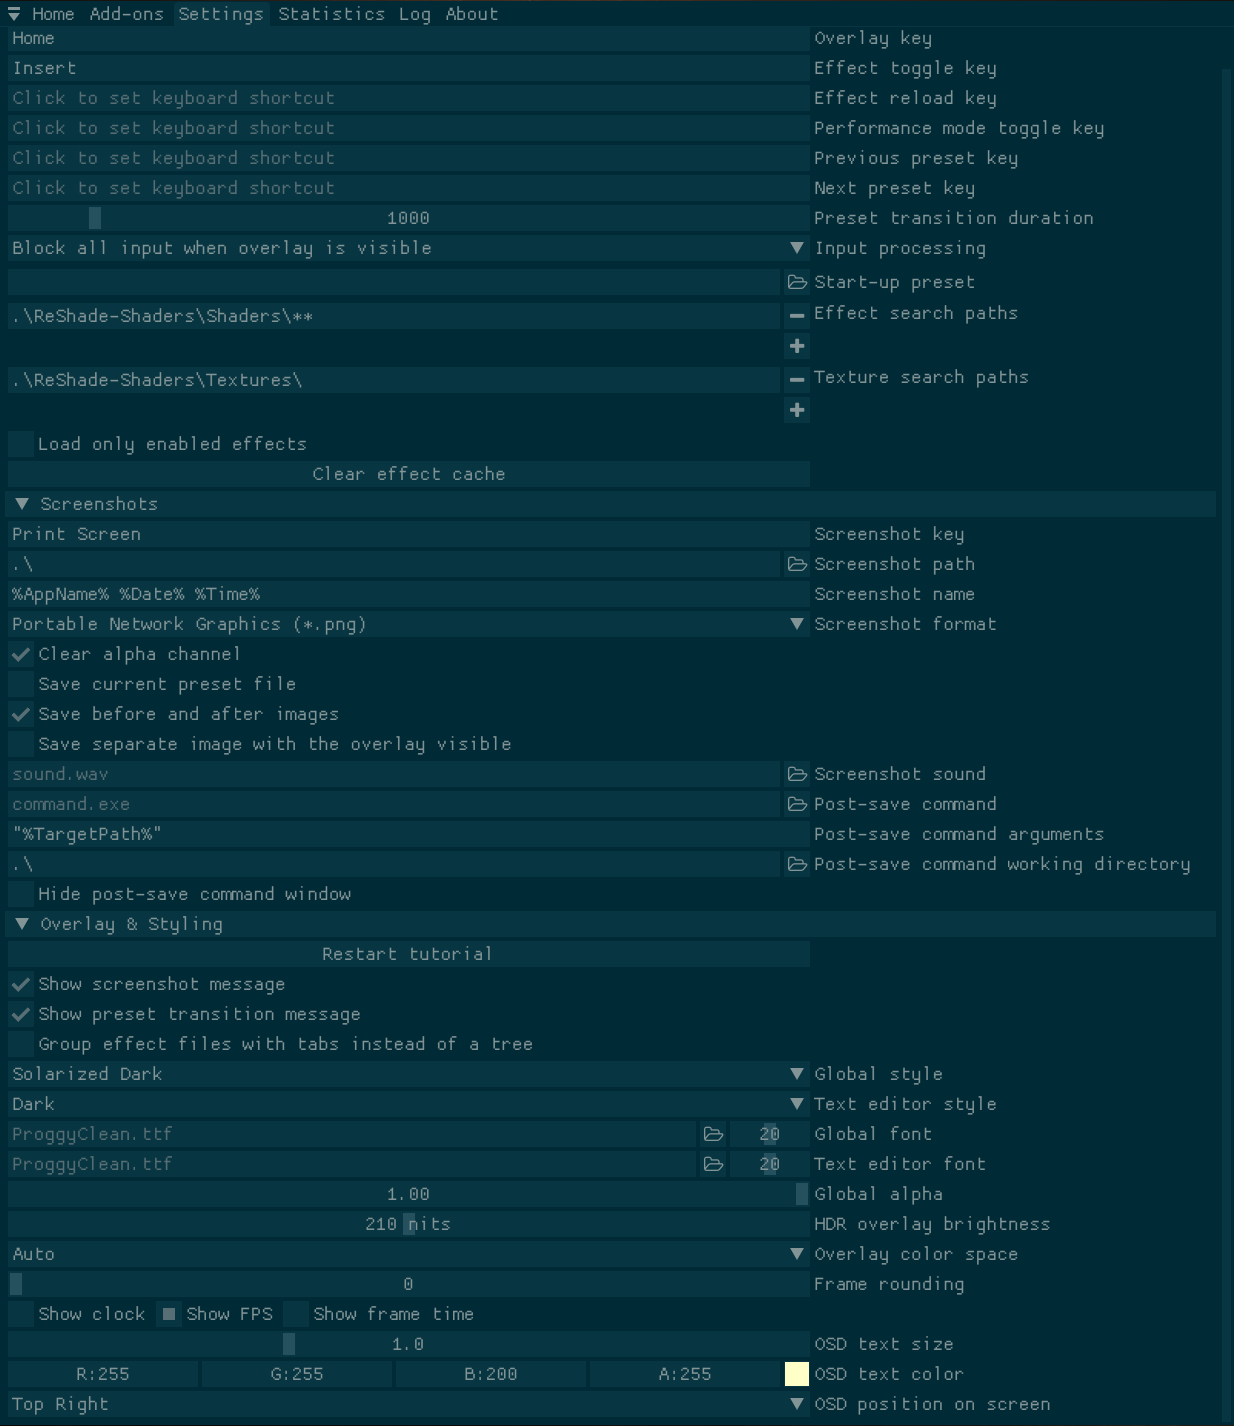 Home Add-ons Settings Statistics Log About
Home Overlay key
Insert Effect toggle key
Click to set keyboard shortcut Effect reload key
Click to set keyboard shortcut Performance mode toggle key
Click to set keyboard shortcut Previous preset key
Click to set keyboard shortcut Next preset key
1000 Preset transition duration
Block all input when overlay is visible Input processing
Start-up preset
.\ReShade-Shaders\Shaders\** Effect search paths
.\ReShade-Shaders\Textures\ Texture search paths
Load only enabled effects
Clear effect cache
Screenshots
Print Screen Screenshot key
.\ Screenshot path
%AppName% %Date% %Time% Screenshot name
Portable Network Graphics (*.png) Screenshot format
Clear alpha channel
Save current preset file
Save before and after images
Save separate image with the overlay visible
sound.wav Screenshot sound
command.exe Post-save command
"%TargetPath%" Post-save command arguments
.\ Post-save command working directory
Hide post-save command window
Overlay & Styling
Restart tutorial
Show screenshot message
Show preset transition message
Group effect files with tabs instead of a tree
Solarized Dark Global style
Dark Text editor style
ProggyClean.ttf 20 Global font
ProggyClean.ttf 20 Text editor font
1.00 Global alpha
210 nits HDR overlay brightness
Auto Overlay color space
0 Frame rounding
Show clock Show FPS Show frame time
1.0 OSD text size
R:255 G:255 B:200 A:255 OSD text color
Top Right OSD position on screen